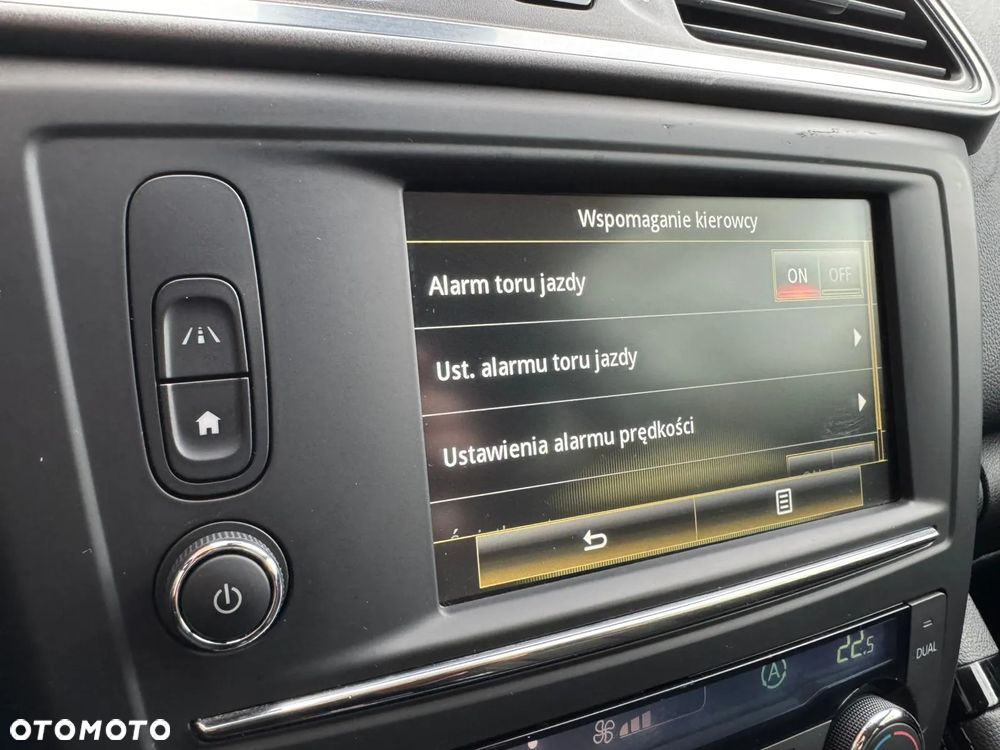 Wspomaganie kierowcy
Alarm toru jazdy
ON OFF
Ust. alarmu toru jazdy
Ustawienia alarmu prędkości
22.5
DUAL
A
OTOMOTO